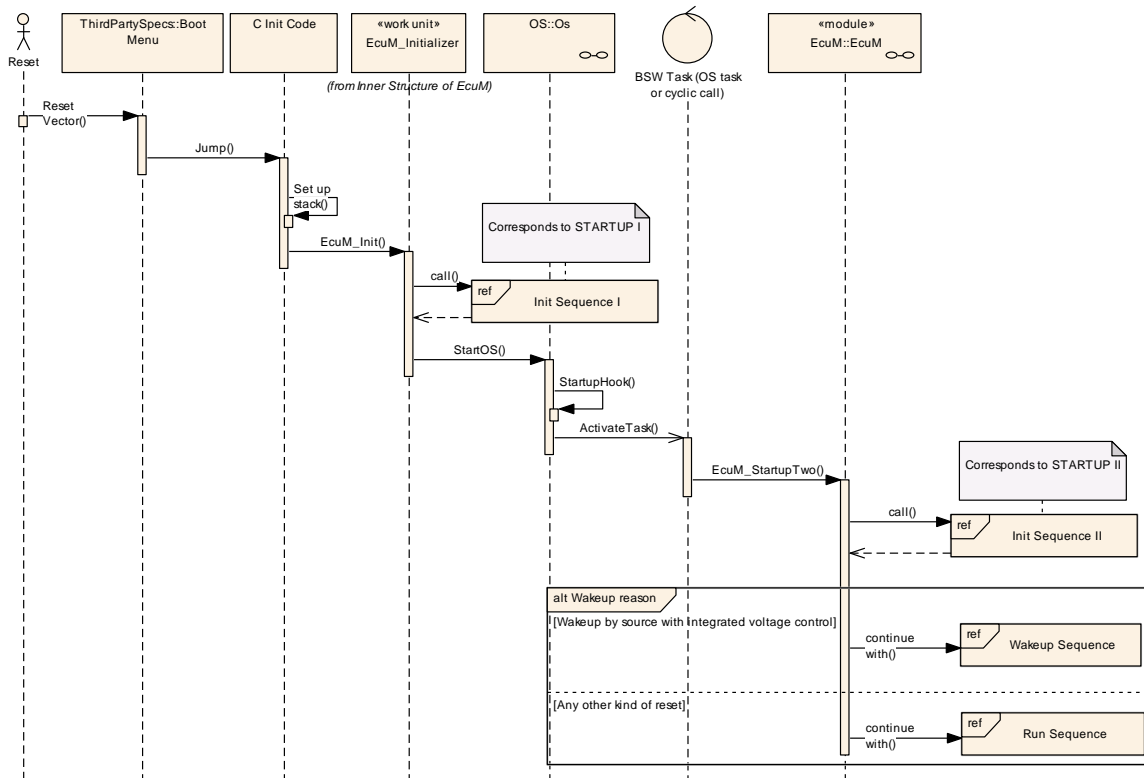 Reset
ThirdPartySpecs::Boot
Menu
C Init Code
«work unit»
EcuM_Initializer
(from Inner Structure of EcuM)
OS::Os
BSW Task (OS task
or cyclic call)
«module»
EcuM::EcuM
Reset
Vector()
Jump()
Set up
stack()
EcuM_Init()
Corresponds to STARTUP I
call()
ref
Init Sequence I
StartOS()
StartupHook()
ActivateTask()
EcuM_StartupTwo()
Corresponds to STARTUP II
call()
ref
Init Sequence II
alt Wakeup reason
[Wakeup by source with integrated voltage control]
continue
with()
ref
Wakeup Sequence
[Any other kind of reset]
continue
with()
ref
Run Sequence